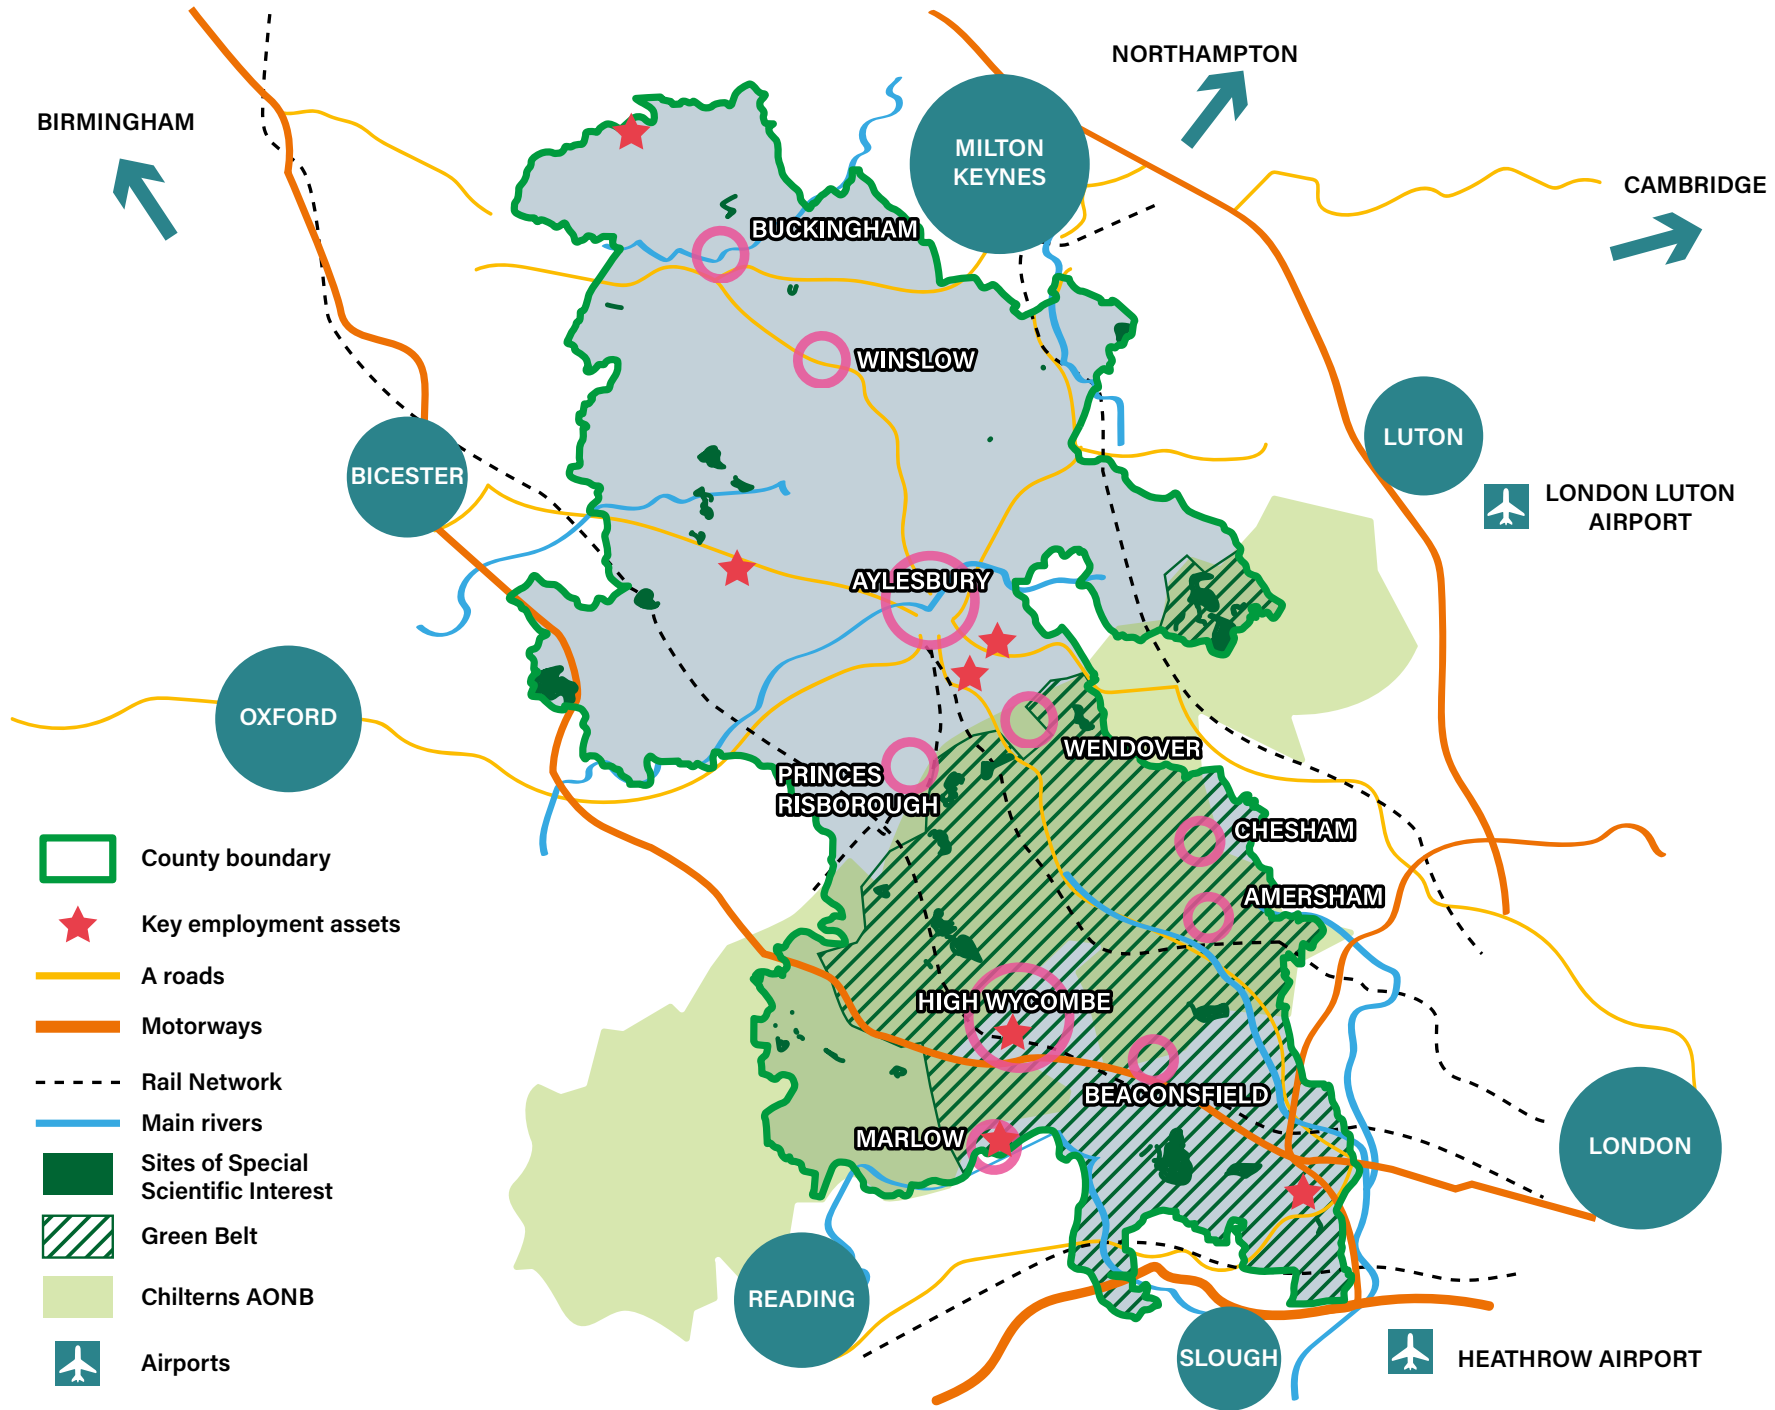 NORTHAMPTON
BIRMINGHAM
MILTON
KEYNES
CAMBRIDGE
BUCKINGHAM
WINSLOW
LUTON
BICESTER
LONDON LUTON
AIRPORT
AYLESBURY
OXFORD
WENDOVER
PRINCES
RISBOROUGH
CHESHAM
AMERSHAM
HIGH WYCOMBE
BEACONSFIELD
MARLOW
LONDON
READING
SLOUGH
HEATHROW AIRPORT
County boundary
Key employment assets
A roads
Motorways
Rail Network
Main rivers
Sites of Special
Scientific Interest
Green Belt
Chilterns AONB
Airports